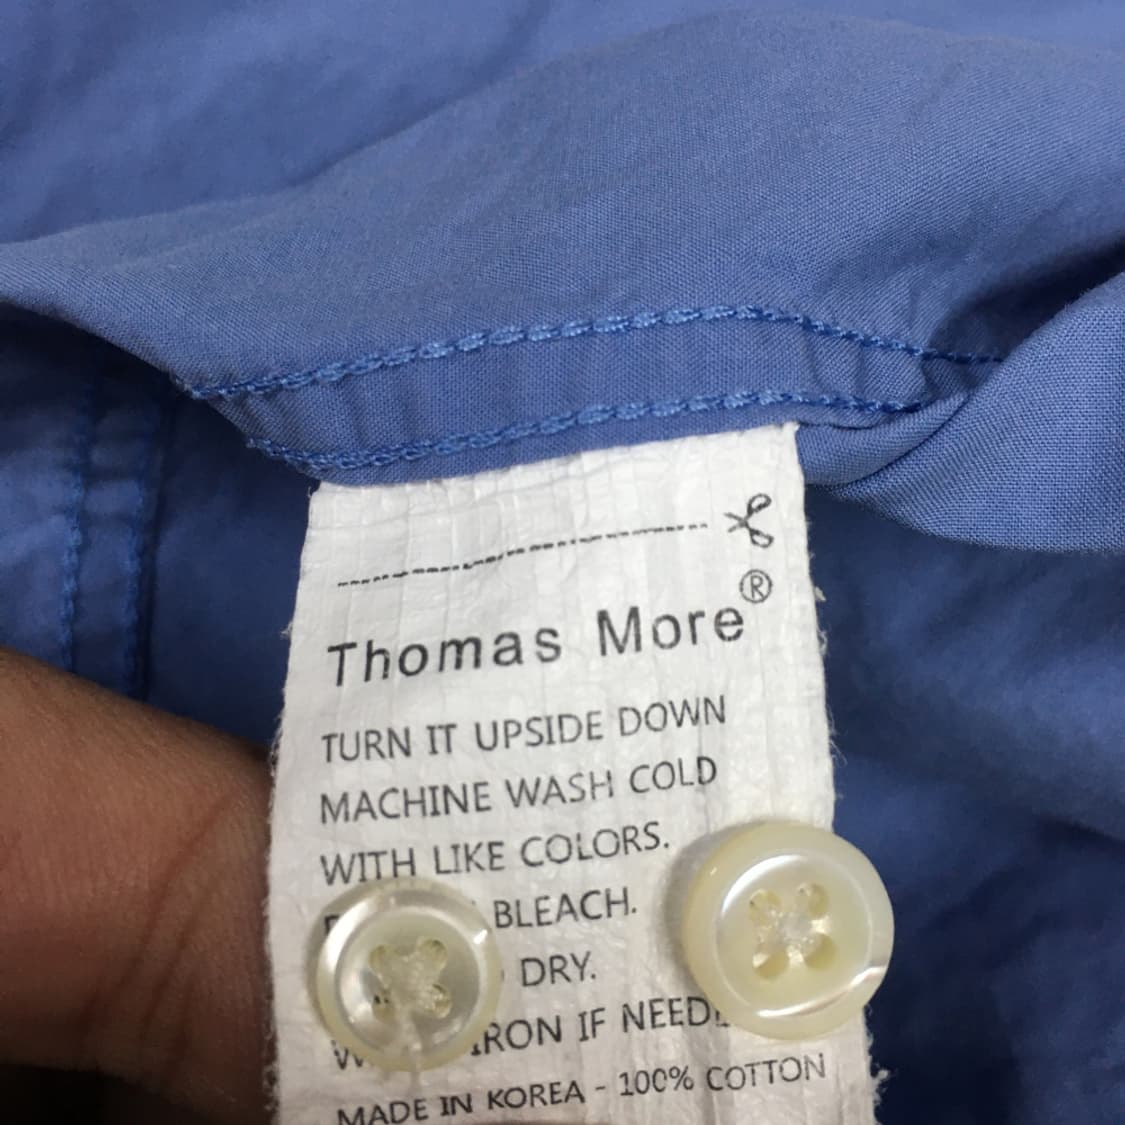 Thomas More®
TURN IT UPSIDE DOWN
MACHINE WASH COLD
WITH LIKE COLORS.
BLEACH.
DRY.
IRON IF
MADE IN KOREA - 100% COTTON